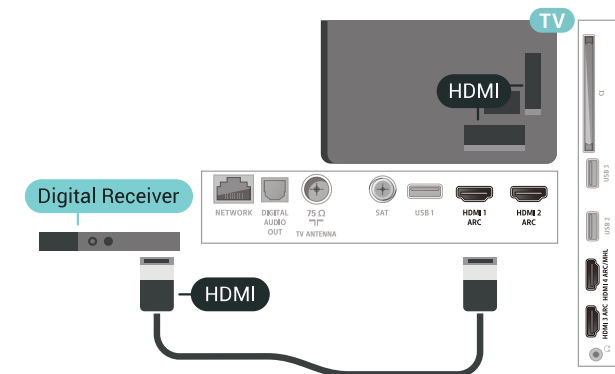 TV
HDMI
CI
USB 3
USB 2
HDMI 4 ARC/MHL
HDMI 3 ARC
Digital Receiver
NETWORK
DIGITAL
AUDIO
OUT
75 Ω
TV ANTENNA
SAT
USB 1
HDMI 1
ARC
HDMI 2
ARC
HDMI